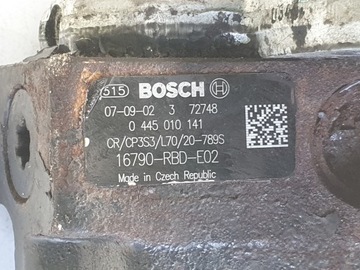 515 BOSCH
07-09-02 3 72748
0 445 010 141
CR/CP3S3/L70/20-789S
16790-RBD-E02
Made in Czech Republic